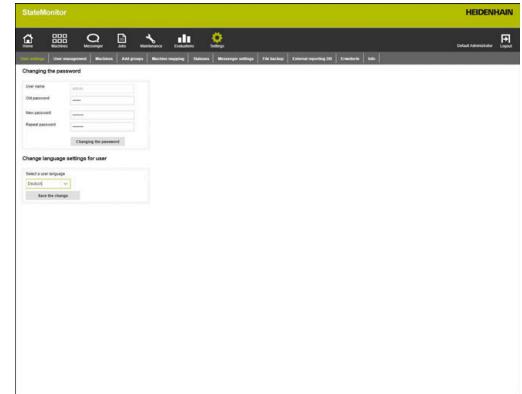 StateMonitor
HEIDENHAIN
Home Machines Messenger Jobs Maintenance Evaluations Settings Default Administrator Logout
User settings User management Machines Add groups Machine mapping Statuses Messenger settings File backup External reporting DB Info
Changing the password
User name admin
Old password
New password
Repeat password
Changing the password
Change language settings for user
Select a user language
Deutsch
Save the change